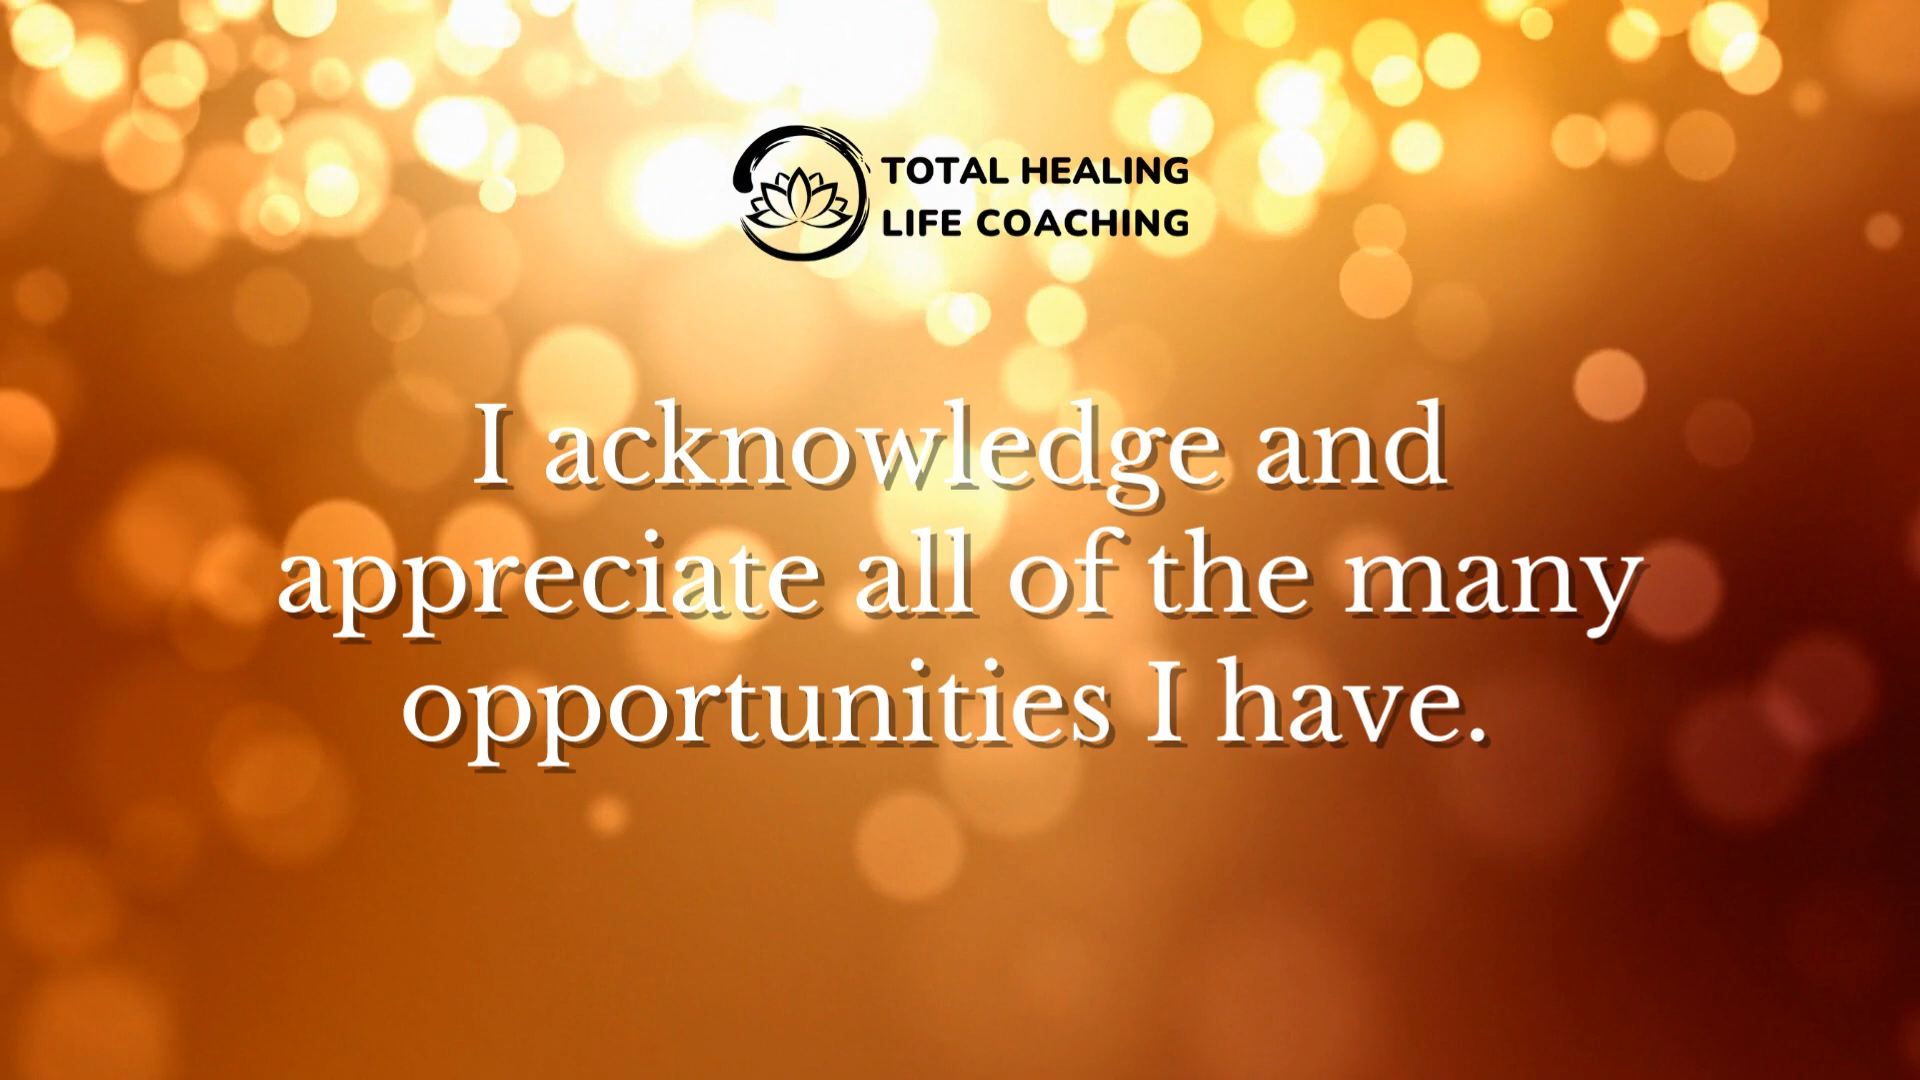 TOTAL HEALING
LIFE COACHING
I acknowledge and
appreciate all of the many
opportunities I have.